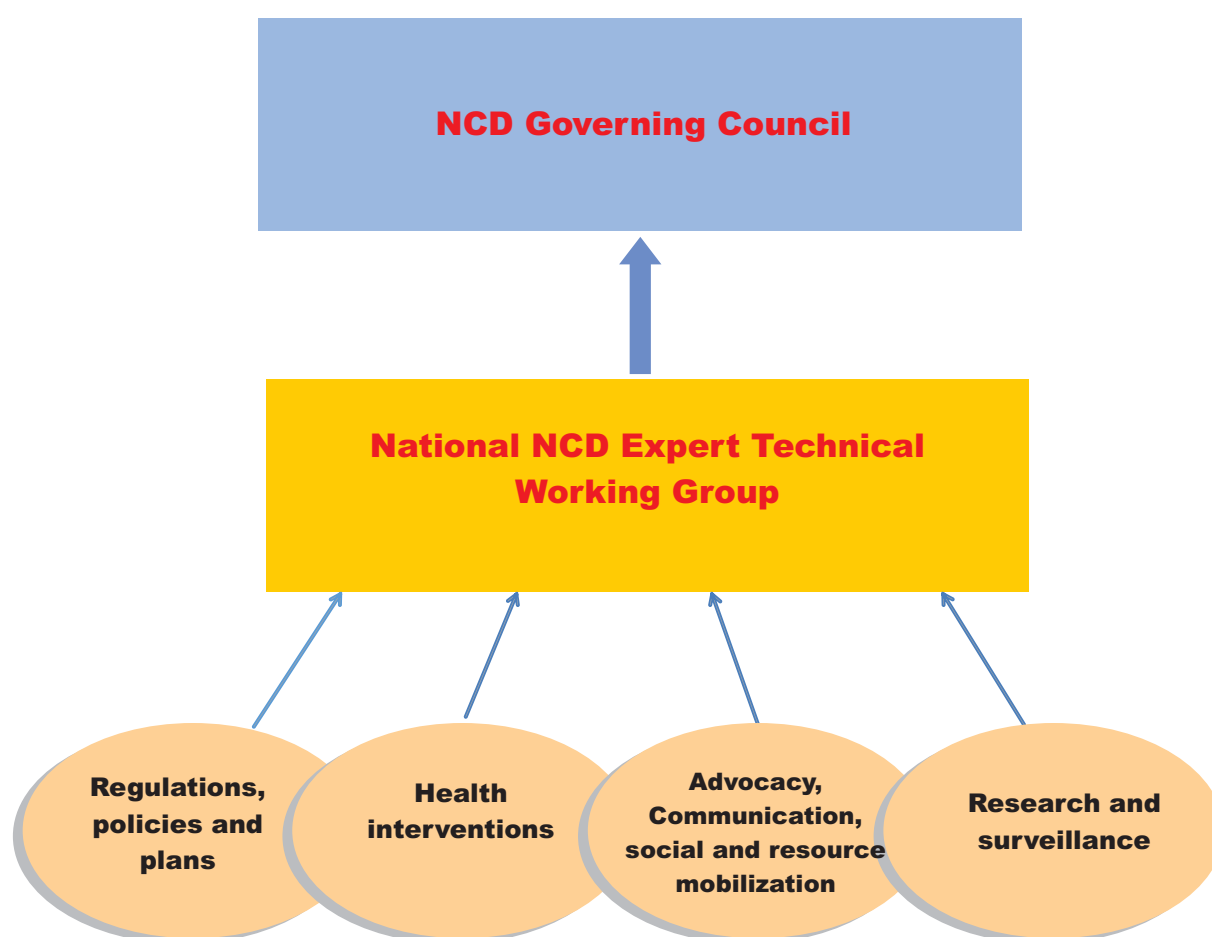 NCD Governing Council
National NCD Expert Technical
Working Group
Regulations,
policies and
plans
Health
interventions
Advocacy,
Communication,
social and resource
mobilization
Research and
surveillance